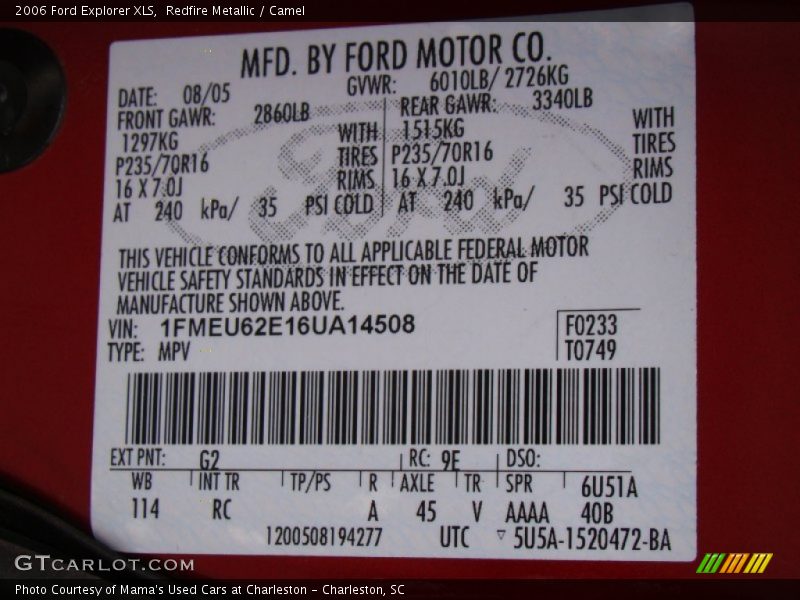 2006 Ford Explorer XLS,  Redfire Metallic / Camel
MFD. BY FORD MOTOR CO.
DATE: 08/05 GVWR: 6010LB/ 2726KG
FRONT GAWR: 2860LB REAR GAWR: 3340LB
1297KG WITH 1515KG WITH
P235/70R16 TIRES P235/70R16 TIRES
16 X 7.0J RIMS 16 X 7.0J RIMS
AT 240 kPa/ 35 PSI COLD AT 240 kPa/ 35 PSI COLD
Ford
THIS VEHICLE CONFORMS TO ALL APPLICABLE FEDERAL MOTOR
VEHICLE SAFETY STANDARDS IN EFFECT ON THE DATE OF
MANUFACTURE SHOWN ABOVE.
VIN: 1FMEU62E16UA14508 F0233
TYPE: MPV T0749
EXT PNT: G2 RC: 9E DSO:
WB INT TR TP/PS R AXLE TR SPR 6U51A
114 RC A 45 V AAAA 40B
1200508194277 UTC ▽ 5U5A-1520472-BA
GTCARLOT.COM
Photo Courtesy of Mama's Used Cars at Charleston - Charleston, SC